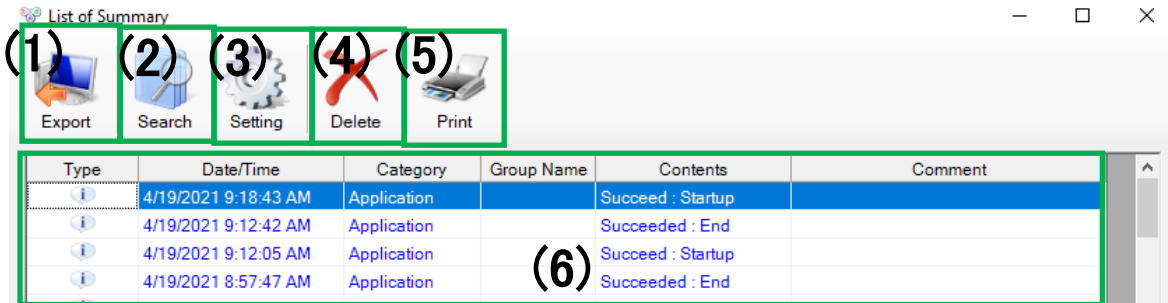 List of Summary
(1) (2) (3) (4) (5)
Export Search Setting Delete Print
Type Date/Time Category Group Name Contents Comment
4/19/2021 9:18:43 AM Application Succeed : Startup
4/19/2021 9:12:42 AM Application Succeeded : End
4/19/2021 9:12:05 AM Application Succeed : Startup
(6)
4/19/2021 8:57:47 AM Application Succeeded : End